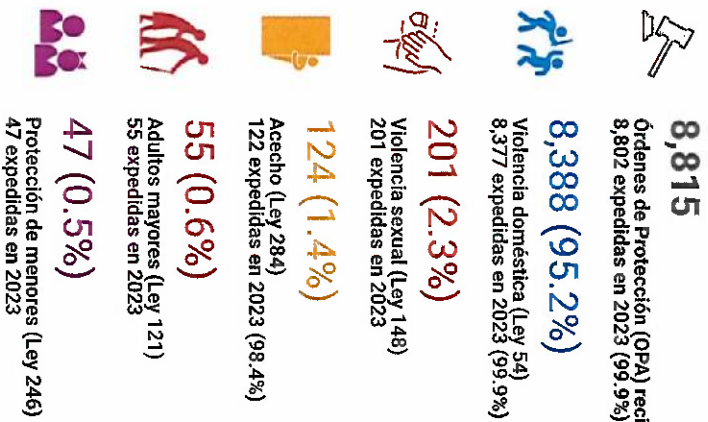 8,815
Órdenes de Protección (OPA) reci
8,802 expedidas en 2023 (99.9%)
8,388 (95.2%)
Violencia doméstica (Ley 54)
8,377 expedidas en 2023 (99.9%)
201 (2.3%)
Violencia sexual (Ley 148)
201 expedidas en 2023
124 (1.4%)
Acecho (Ley 284)
122 expedidas en 2023 (98.4%)
55 (0.6%)
Adultos mayores (Ley 121)
55 expedidas en 2023
47 (0.5%)
Protección de menores (Ley 246)
47 expedidas en 2023